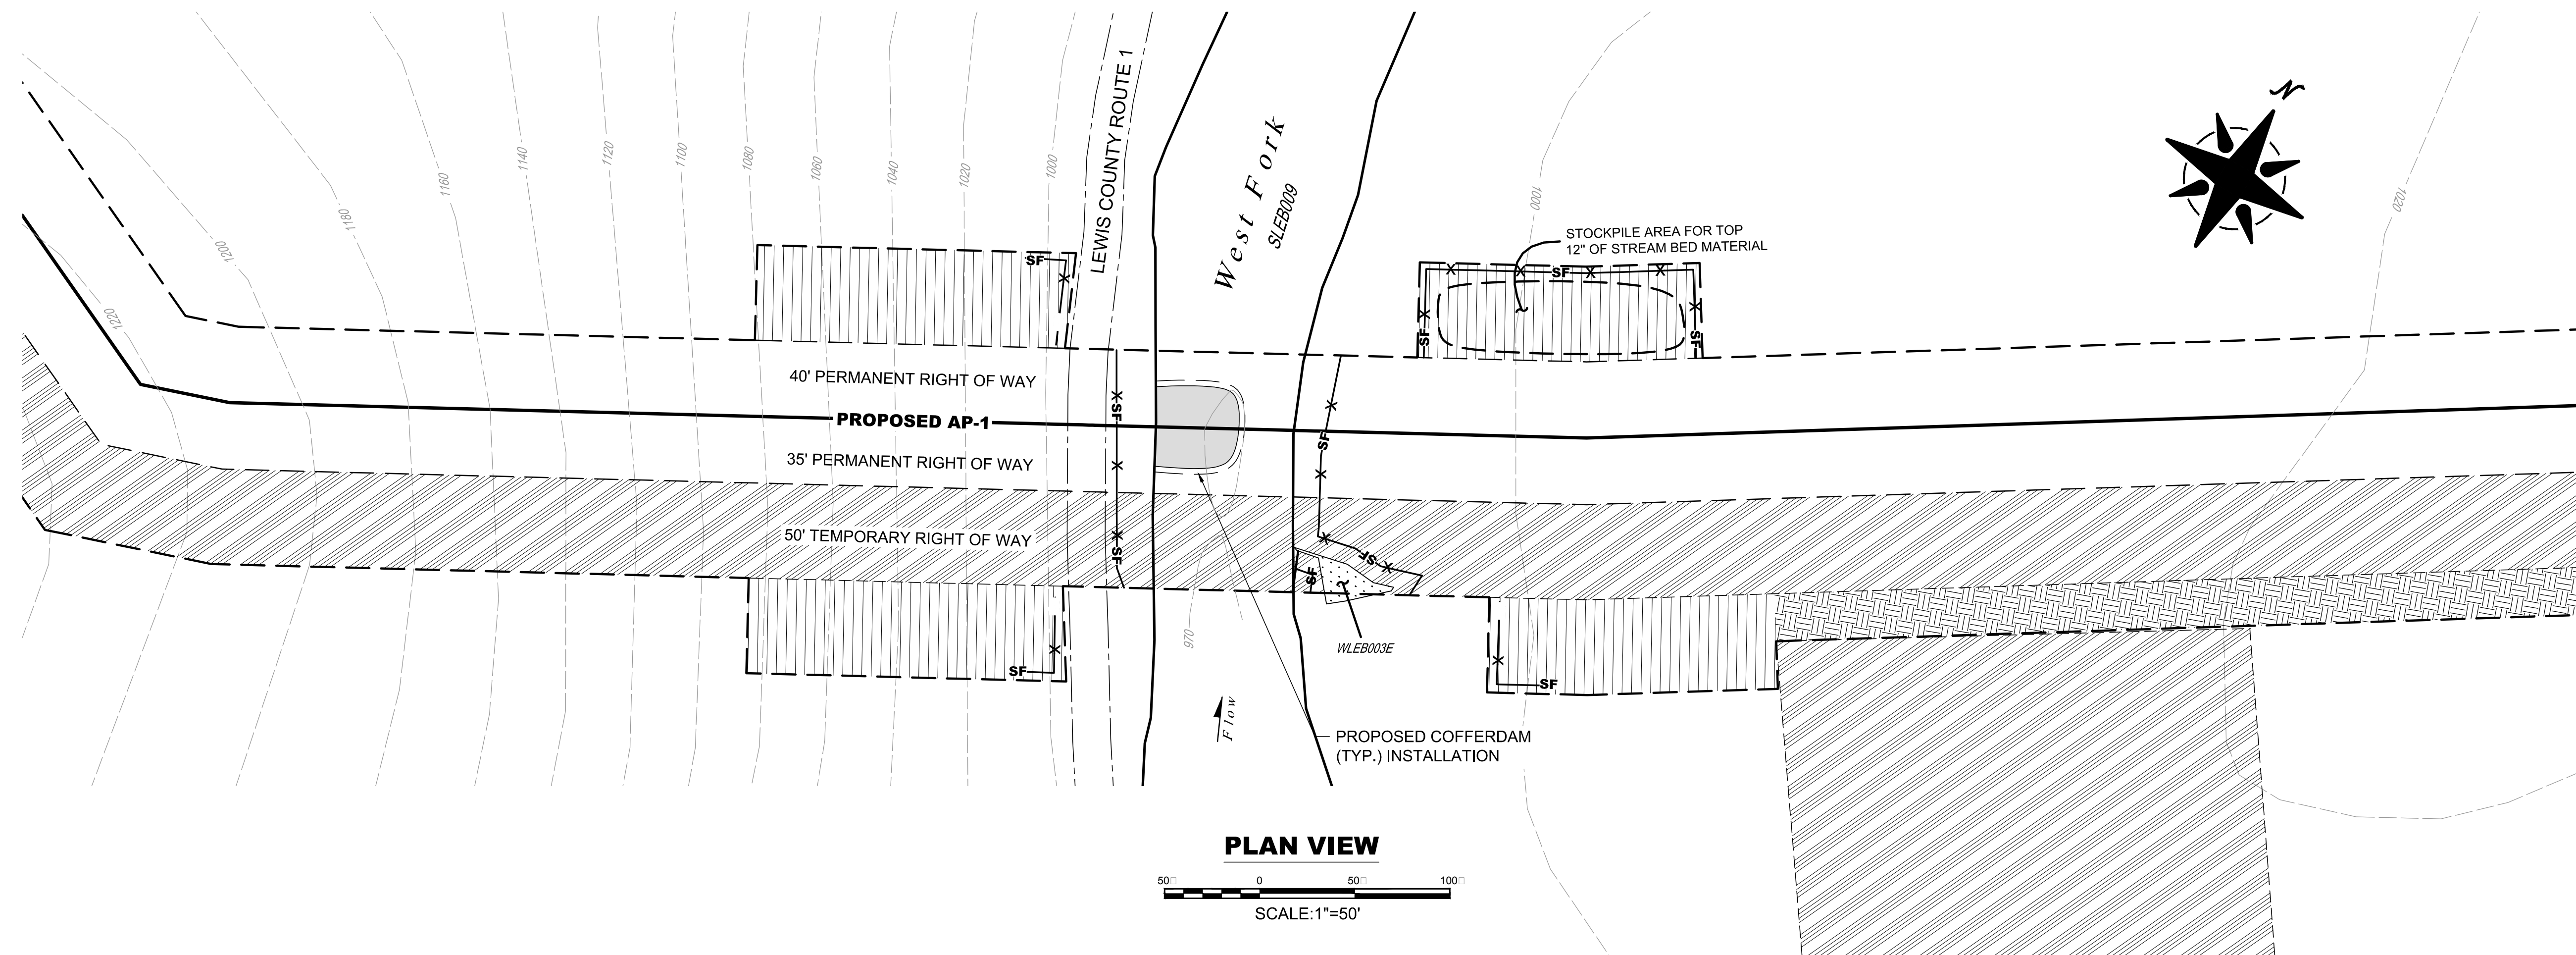 N
1220
1200
1180
1160
1140
1120
1100
1080
1060
1040
1020
1000
LEWIS COUNTY ROUTE 1
West Fork
SLEB009
1000
1020
STOCKPILE AREA FOR TOP
12" OF STREAM BED MATERIAL
SF
SF
SF
SF
40' PERMANENT RIGHT OF WAY
PROPOSED AP-1
35' PERMANENT RIGHT OF WAY
50' TEMPORARY RIGHT OF WAY
SF
SF
SF
SF
SF
WLEB003E
970
SF
SF
Flow
PROPOSED COFFERDAM
(TYP.) INSTALLATION
PLAN VIEW
50 0 50 100
SCALE:1"=50'